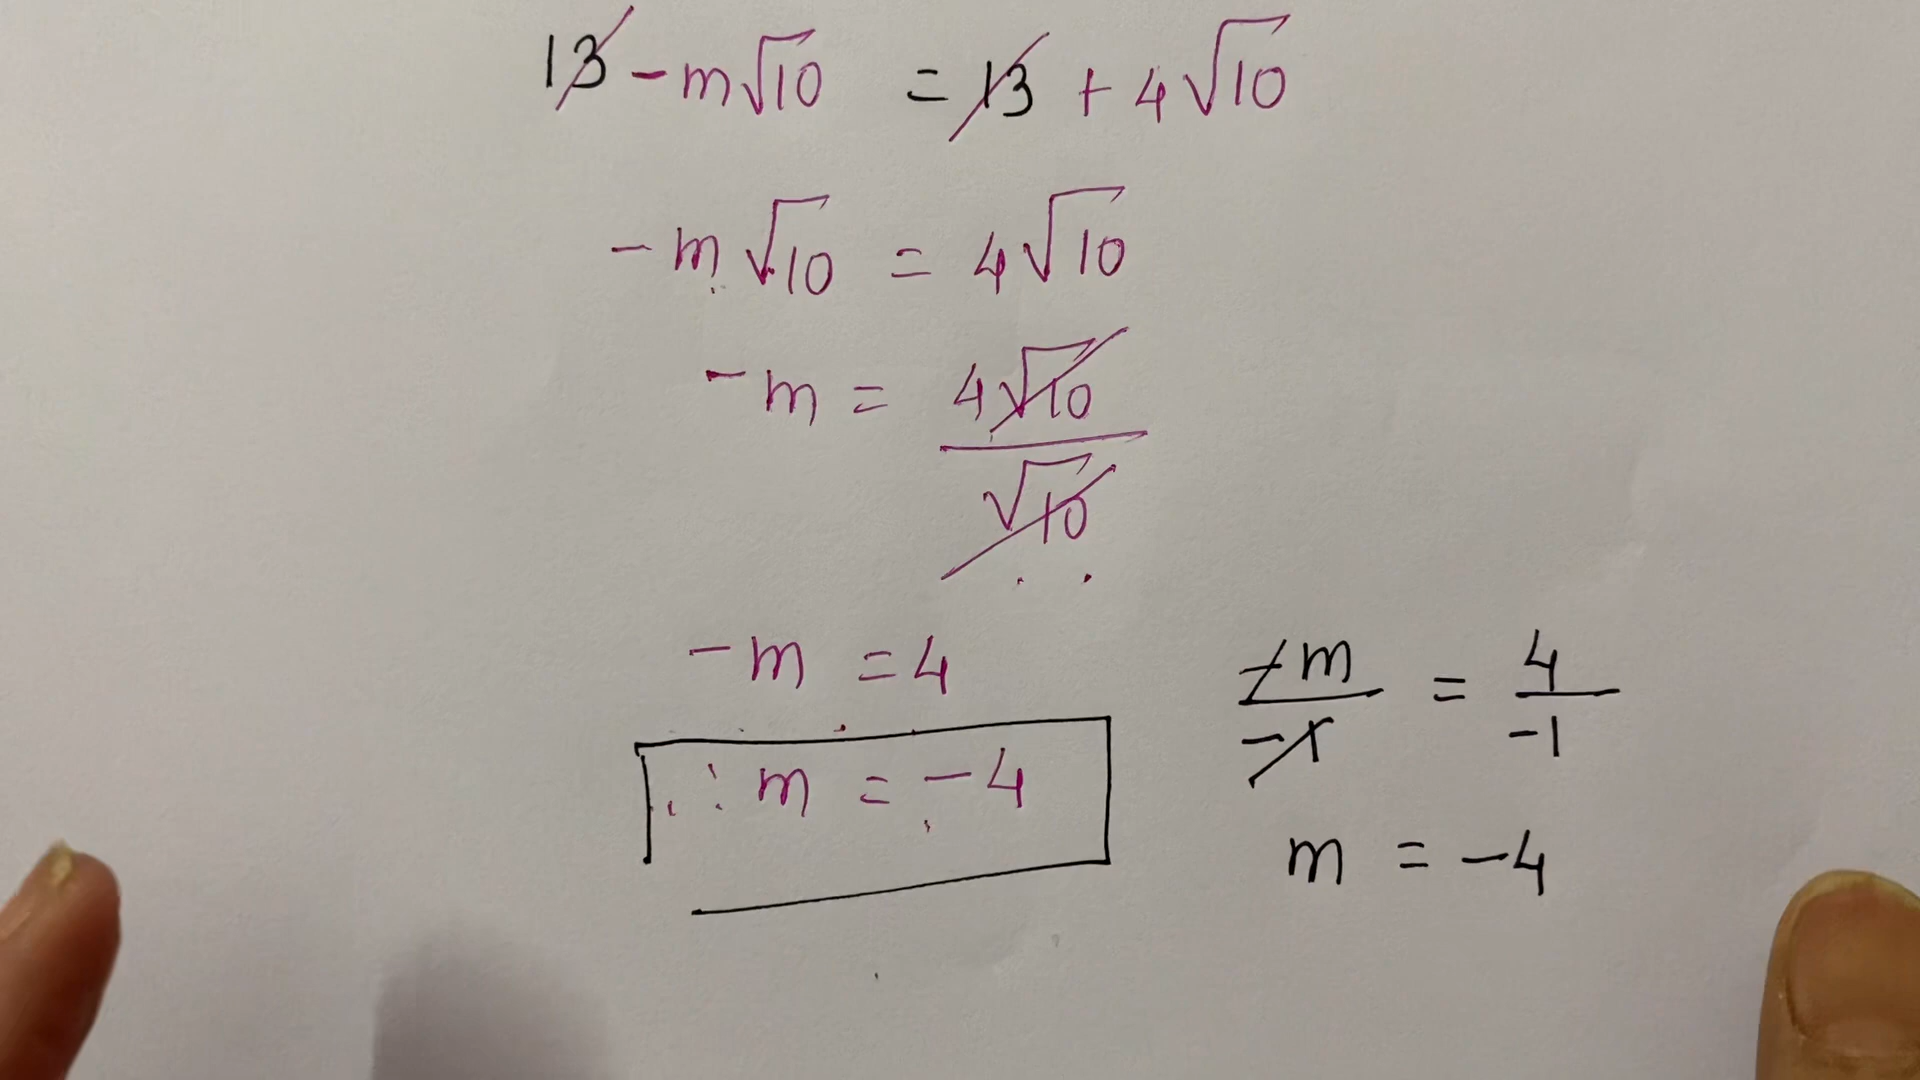 13 - m√10 = 13 + 4√10
-m√10 = 4√10
-m = 4√10 / √10
-m = 4
∴ m = -4
-m / -1 = 4 / -1
m = -4